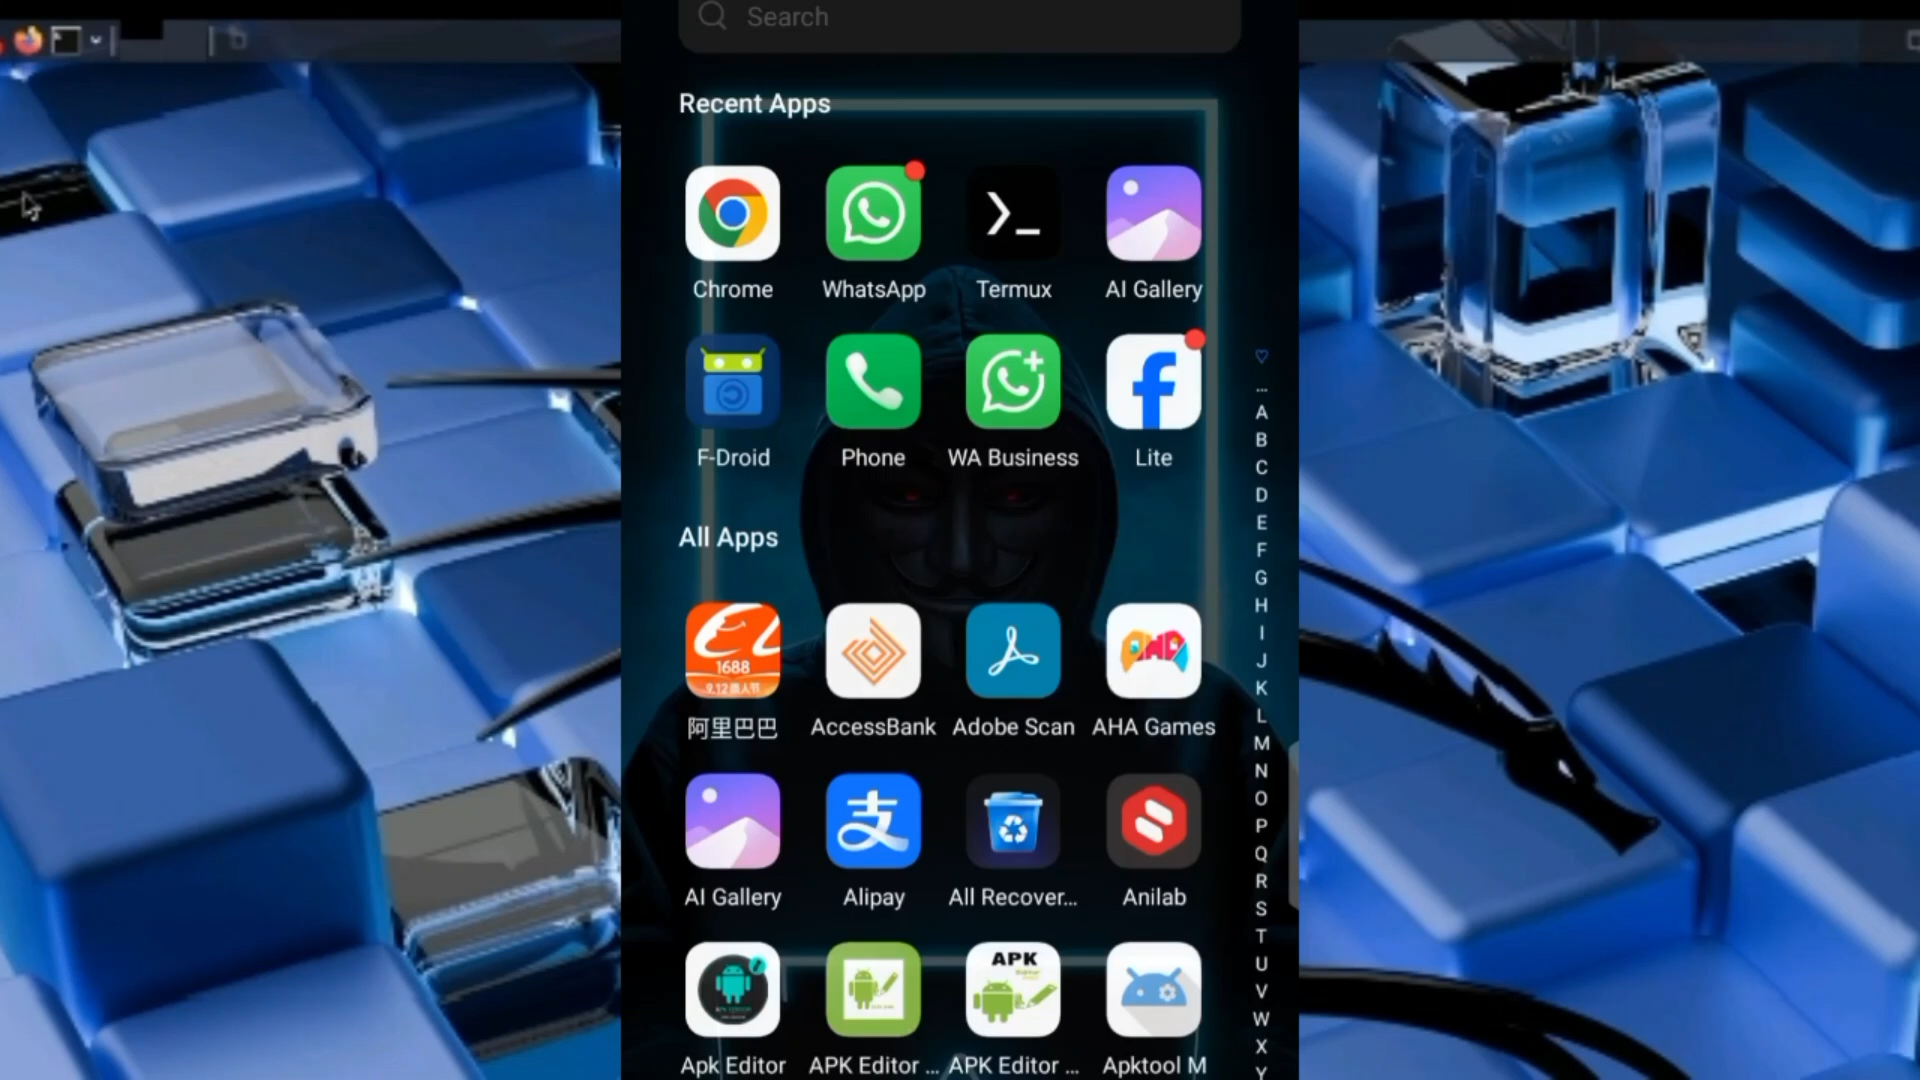 Search
Recent Apps
Chrome
WhatsApp
Termux
AI Gallery
F-Droid
Phone
WA Business
Lite
All Apps
1688
阿里巴巴
AccessBank
Adobe Scan
AHA
AHA Games
AI Gallery
支
Alipay
All Recover...
Anilab
Apk Editor
APK Editor ...
APK
APK Editor ...
Apktool M
...
A
B
C
D
E
F
G
H
I
J
K
L
M
N
O
P
Q
R
S
T
U
V
W
X
Y